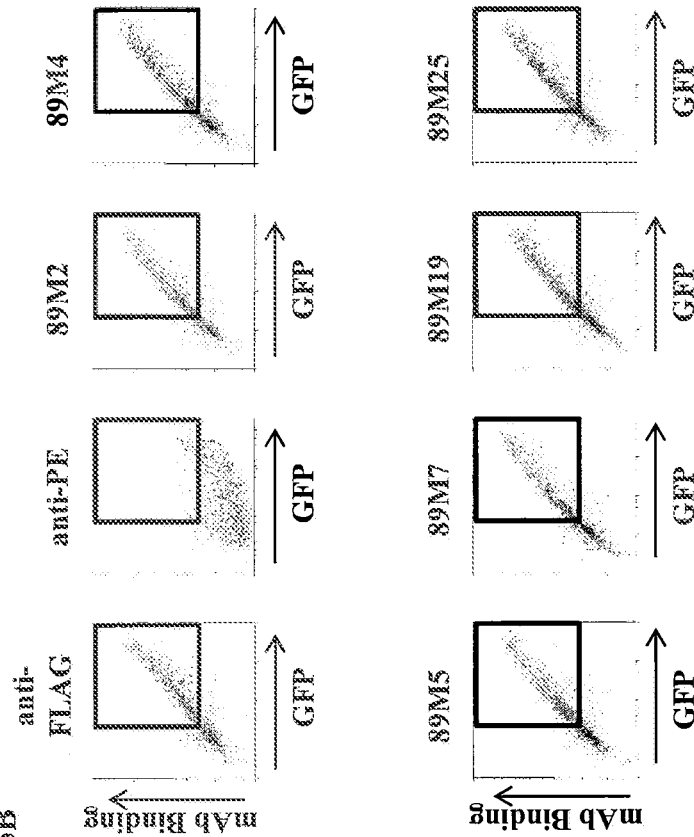 anti-
FLAG
anti-PE
89M2
89M4
mAb Binding
GFP
GFP
GFP
GFP
89M5
89M7
89M19
89M25
mAb Binding
GFP
GFP
GFP
GFP